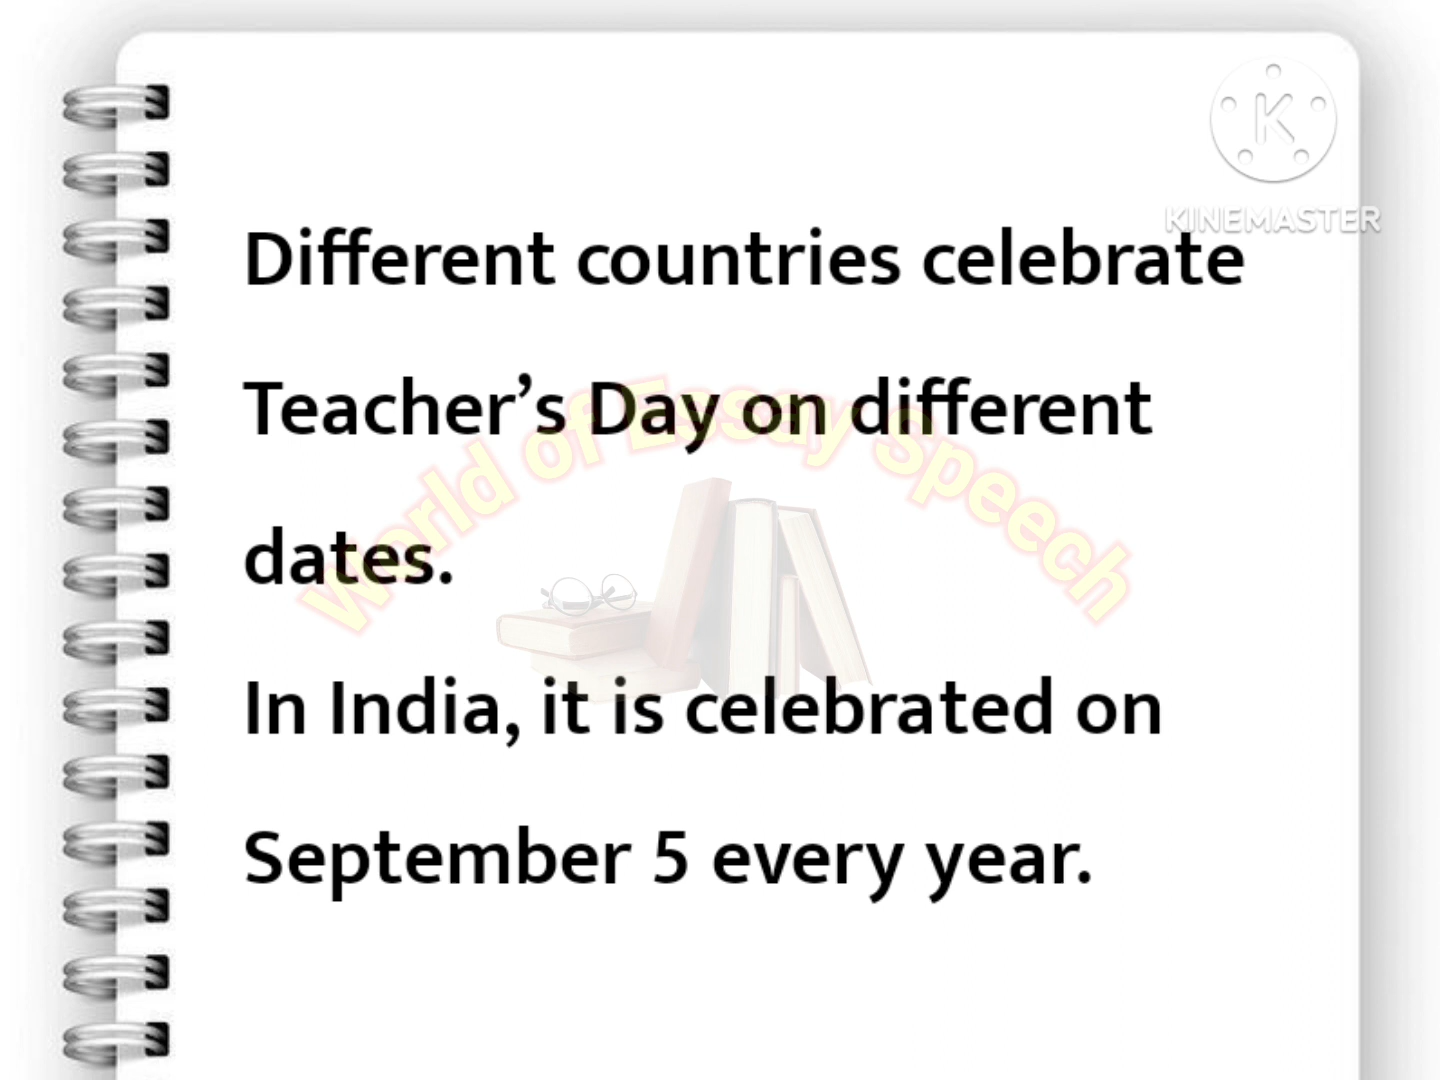 KINEMASTER
Different countries celebrate
Teacher’s Day on different
World of Essay Speech
dates.
In India, it is celebrated on
September 5 every year.